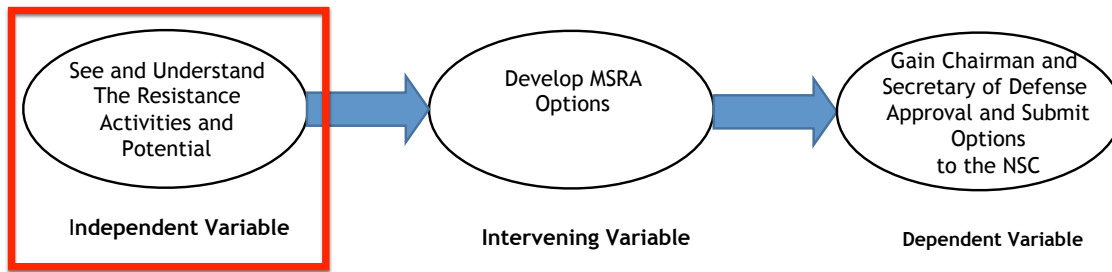 See and Understand
The Resistance
Activities and
Potential
Independent Variable
Develop MSRA
Options
Intervening Variable
Gain Chairman and
Secretary of Defense
Approval and Submit
Options
to the NSC
Dependent Variable